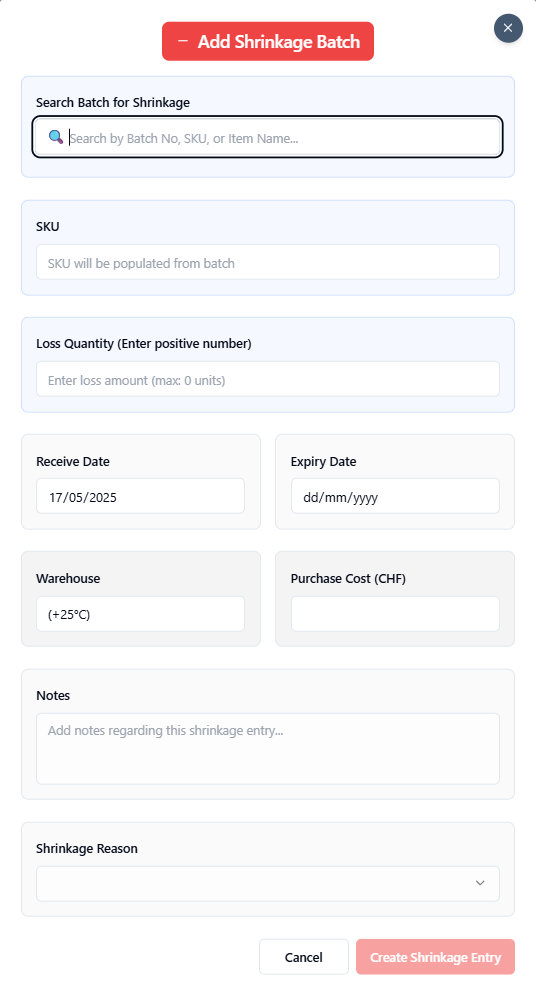 − Add Shrinkage Batch
Search Batch for Shrinkage
Search by Batch No, SKU, or Item Name...
SKU
SKU will be populated from batch
Loss Quantity (Enter positive number)
Enter loss amount (max: 0 units)
Receive Date
Expiry Date
17/05/2025
dd/mm/yyyy
Warehouse
Purchase Cost (CHF)
(+25°C)
Notes
Add notes regarding this shrinkage entry...
Shrinkage Reason
Cancel
Create Shrinkage Entry